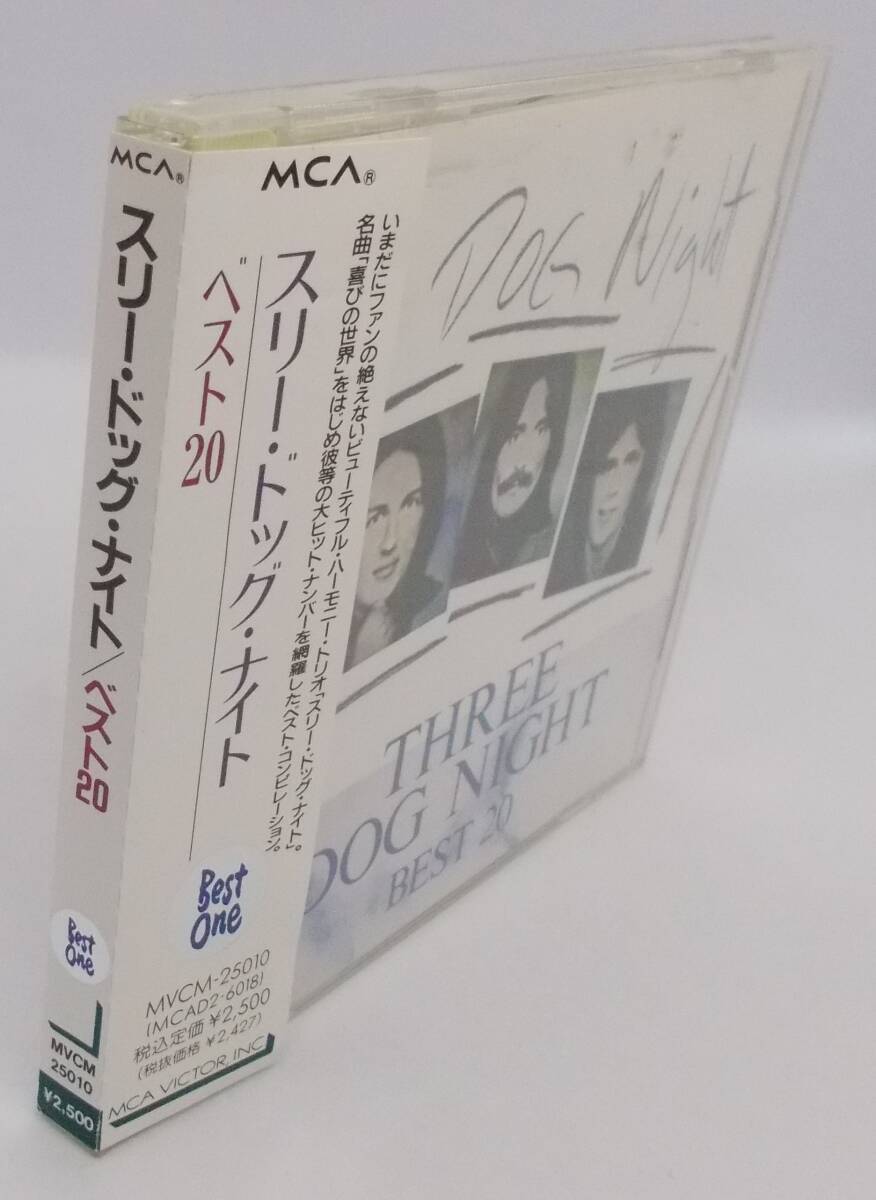 MCA®
スリー・ドッグ・ナイト／ベスト20
Best
One
MVCM
25010
¥2,500
MCA®
いまだにファンの絶えないビューティフル・ハーモニー・トリオ「スリー・ドッグ・ナイト」。
名曲「喜びの世界」をはじめ彼等の大ヒット・ナンバーを網羅したベスト・コンピレーション。
スリー・ドッグ・ナイト
ベスト20
Best
One
MVCM-25010
(MCAD2-6018)
税込定価¥2,500
(税抜価格 ¥2,427)
MCA VICTOR, INC.
DOG Night
THREE
DOG NIGHT
BEST 20